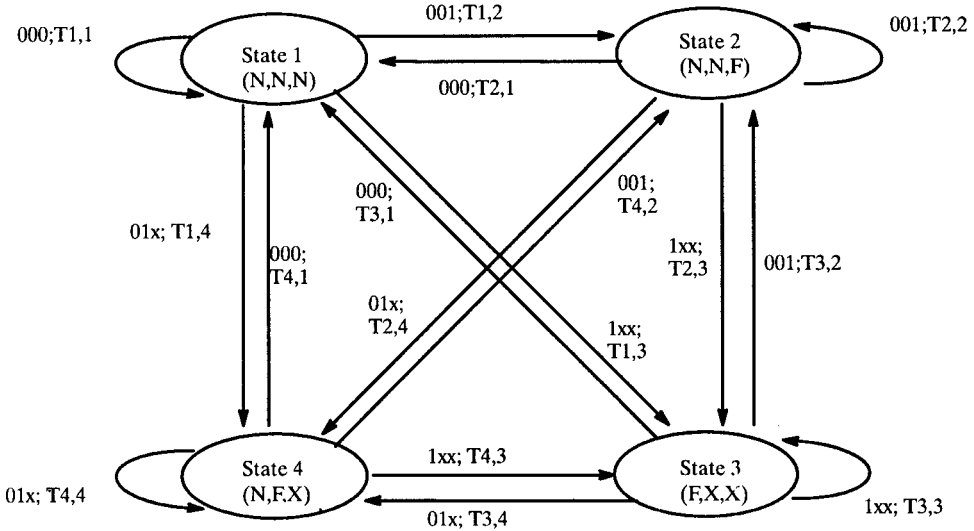 000;T1,1
State 1
(N,N,N)
001;T1,2
000;T2,1
State 2
(N,N,F)
001;T2,2
000;
T3,1
001;
T4,2
01x; T1,4
000;
T4,1
1xx;
T2,3
001;T3,2
01x;
T2,4
1xx;
T1,3
State 4
(N,F,X)
1xx; T4,3
01x; T3,4
State 3
(F,X,X)
01x; T4,4
1xx; T3,3